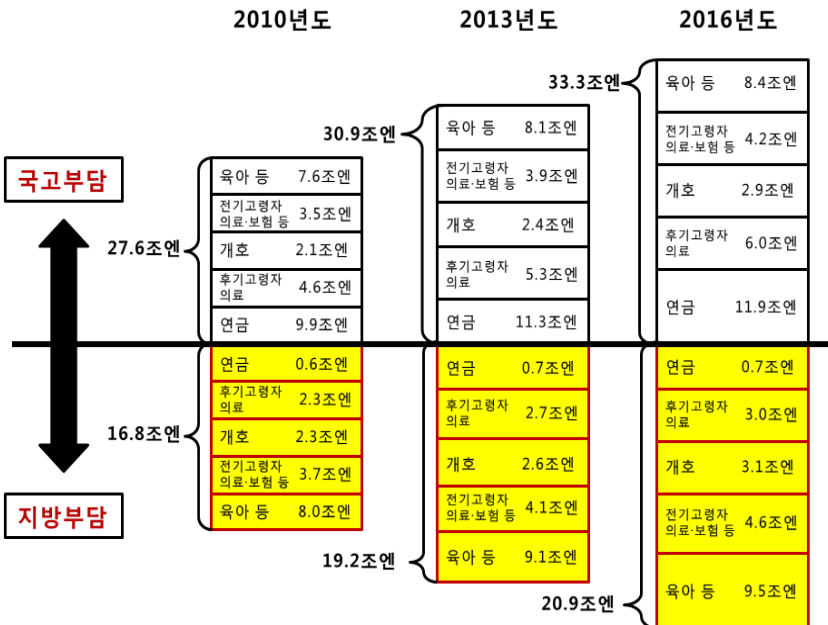 2010년도
2013년도
2016년도
국고부담
지방부담
27.6조엔
육아 등 7.6조엔
전기고령자
의료·보험 등 3.5조엔
개호 2.1조엔
후기고령자
의료 4.6조엔
연금 9.9조엔
16.8조엔
연금 0.6조엔
후기고령자
의료 2.3조엔
개호 2.3조엔
전기고령자
의료·보험 등 3.7조엔
육아 등 8.0조엔
30.9조엔
육아 등 8.1조엔
전기고령자
의료·보험 등 3.9조엔
개호 2.4조엔
후기고령자
의료 5.3조엔
연금 11.3조엔
19.2조엔
연금 0.7조엔
후기고령자
의료 2.7조엔
개호 2.6조엔
전기고령자
의료·보험 등 4.1조엔
육아 등 9.1조엔
33.3조엔
육아 등 8.4조엔
전기고령자
의료·보험 등 4.2조엔
개호 2.9조엔
후기고령자
의료 6.0조엔
연금 11.9조엔
20.9조엔
연금 0.7조엔
후기고령자
의료 3.0조엔
개호 3.1조엔
전기고령자
의료·보험 등 4.6조엔
육아 등 9.5조엔